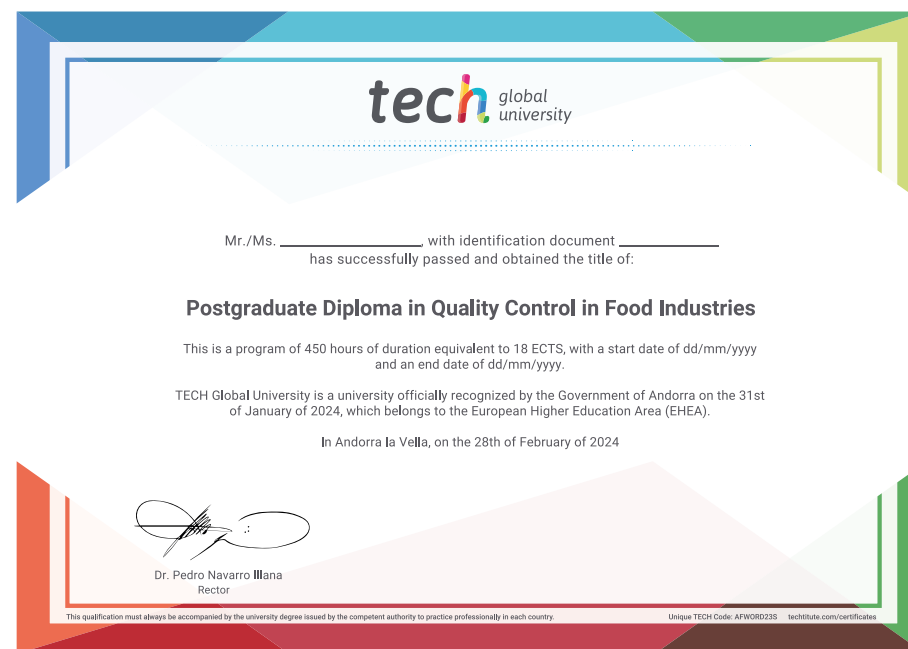 tech global
university
Mr./Ms. ____________, with identification document ____________
has successfully passed and obtained the title of:
Postgraduate Diploma in Quality Control in Food Industries
This is a program of 450 hours of duration equivalent to 18 ECTS, with a start date of dd/mm/yyyy
and an end date of dd/mm/yyyy.
TECH Global University is a university officially recognized by the Government of Andorra on the 31st
of January of 2024, which belongs to the European Higher Education Area (EHEA).
In Andorra la Vella, on the 28th of February of 2024
Dr. Pedro Navarro Illana
Rector
This qualification must always be accompanied by the university degree issued by the competent authority to practice professionally in each country. Unique TECH Code: AFWORD23S techtitute.com/certificates